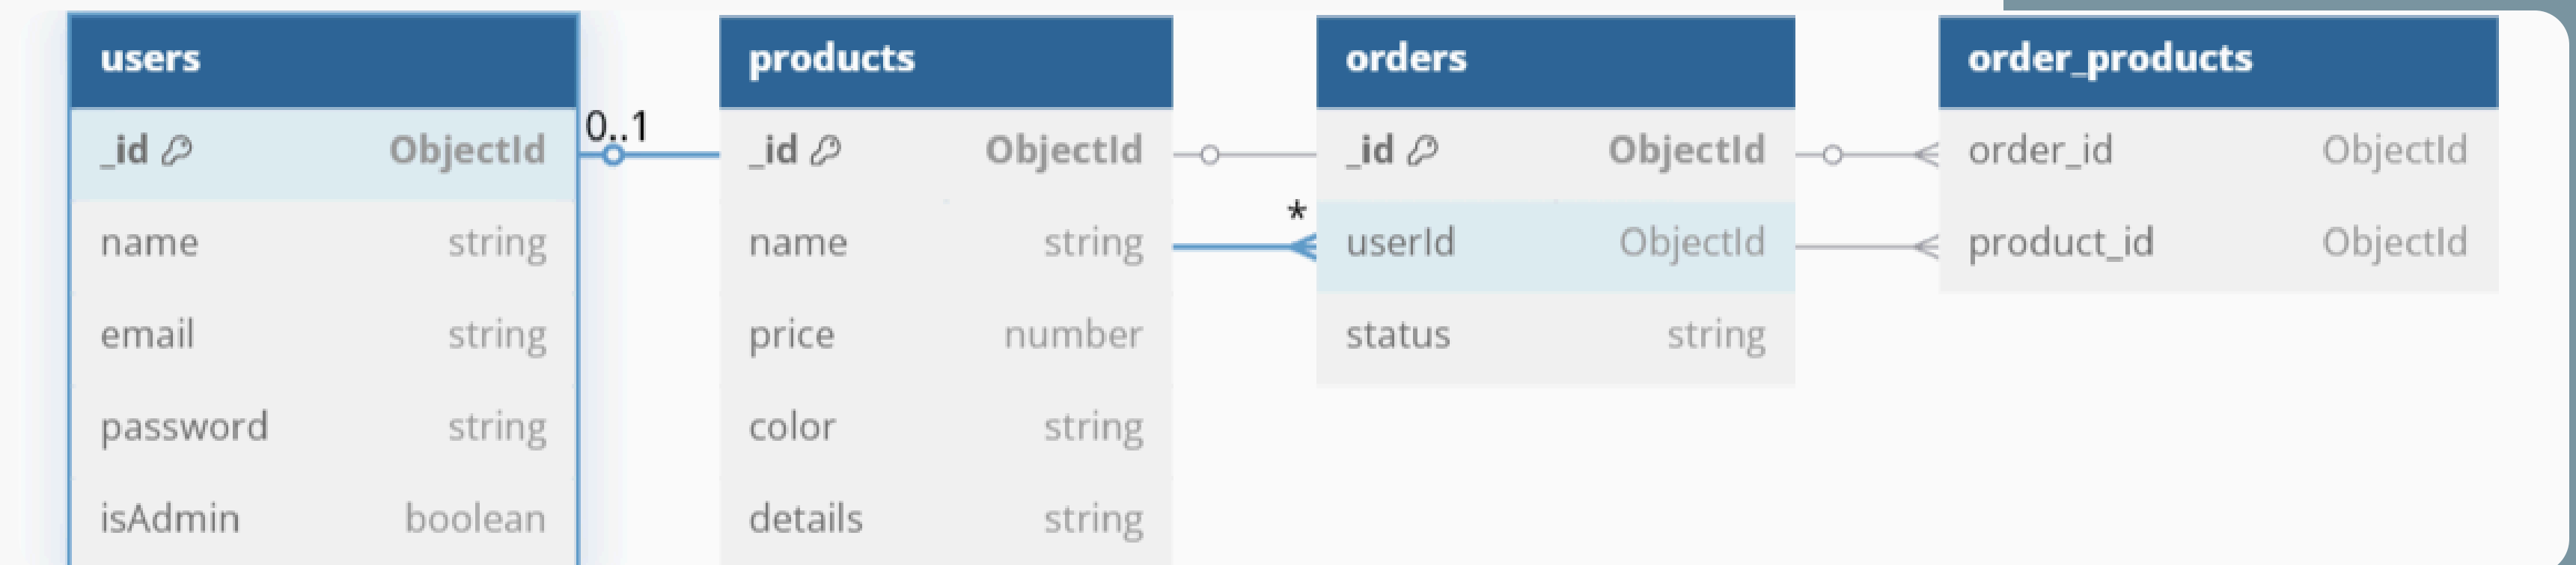 users
_id ObjectId
name string
email string
password string
isAdmin boolean
0..1
products
_id ObjectId
name string
price number
color string
details string
*
orders
_id ObjectId
userId ObjectId
status string
order_products
order_id ObjectId
product_id ObjectId